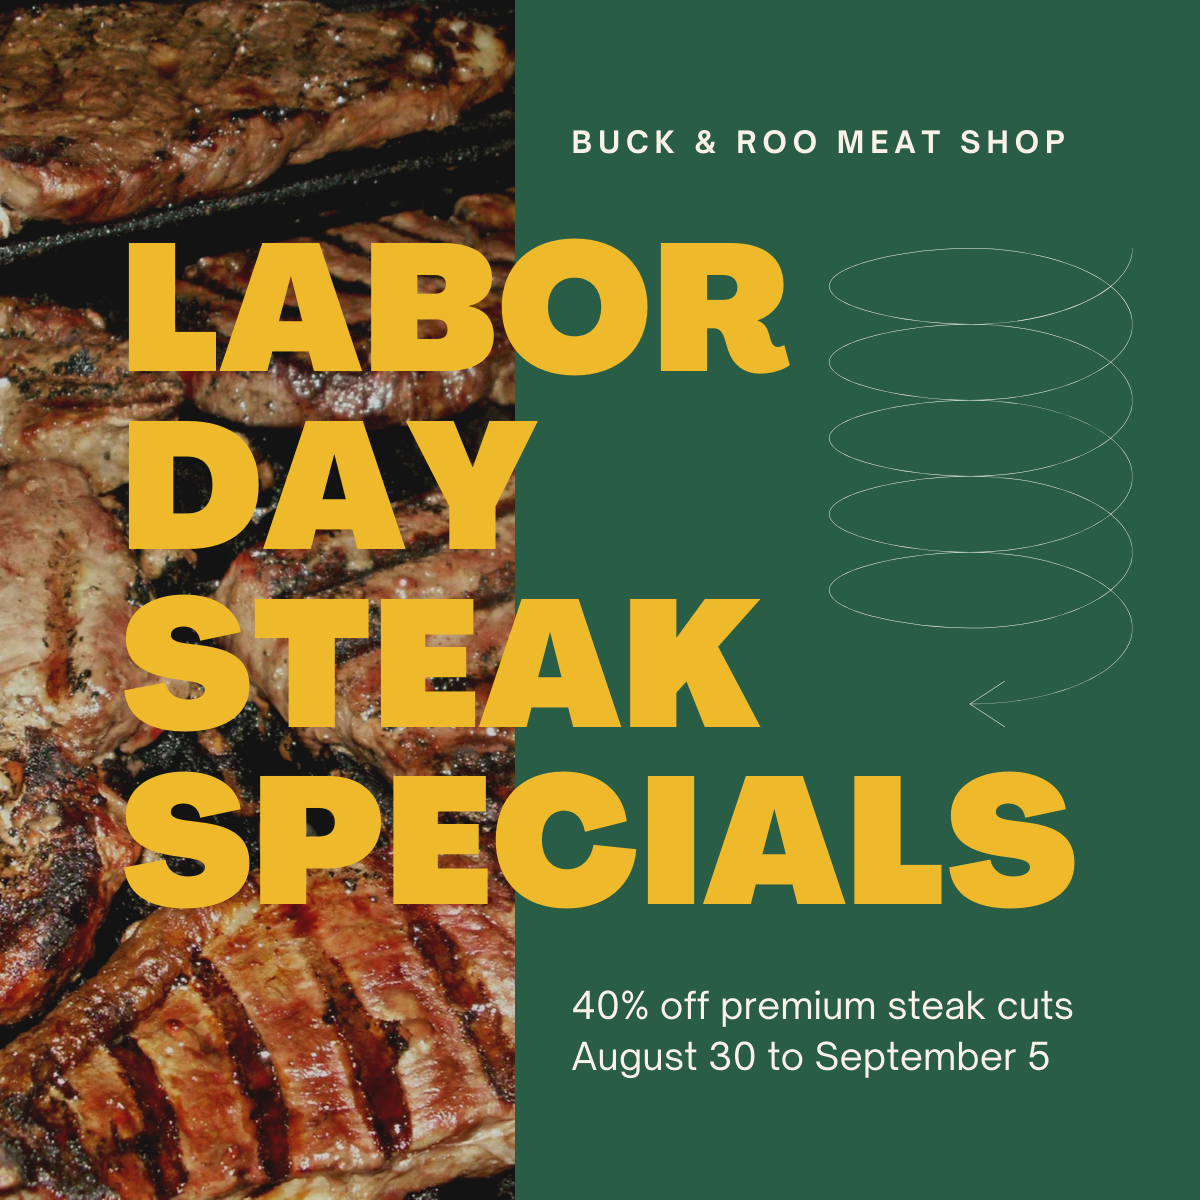 BUCK & ROO MEAT SHOP
LABOR
DAY
STEAK
SPECIALS
40% off premium steak cuts
August 30 to September 5